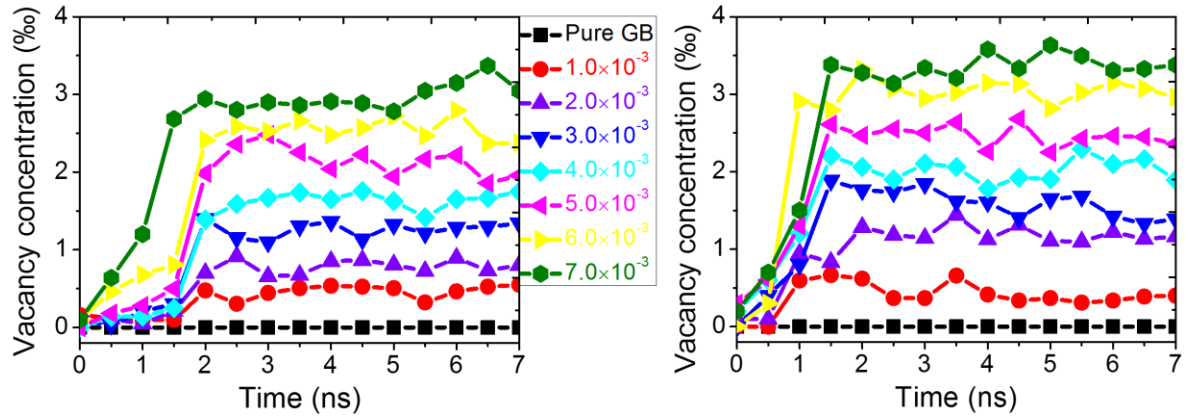 Vacancy concentration (‰)
4
3
2
1
0
0 1 2 3 4 5 6 7
Time (ns)
Pure GB
1.0×10⁻³
2.0×10⁻³
3.0×10⁻³
4.0×10⁻³
5.0×10⁻³
6.0×10⁻³
7.0×10⁻³
Vacancy concentration (‰)
4
3
2
1
0
0 1 2 3 4 5 6 7
Time (ns)